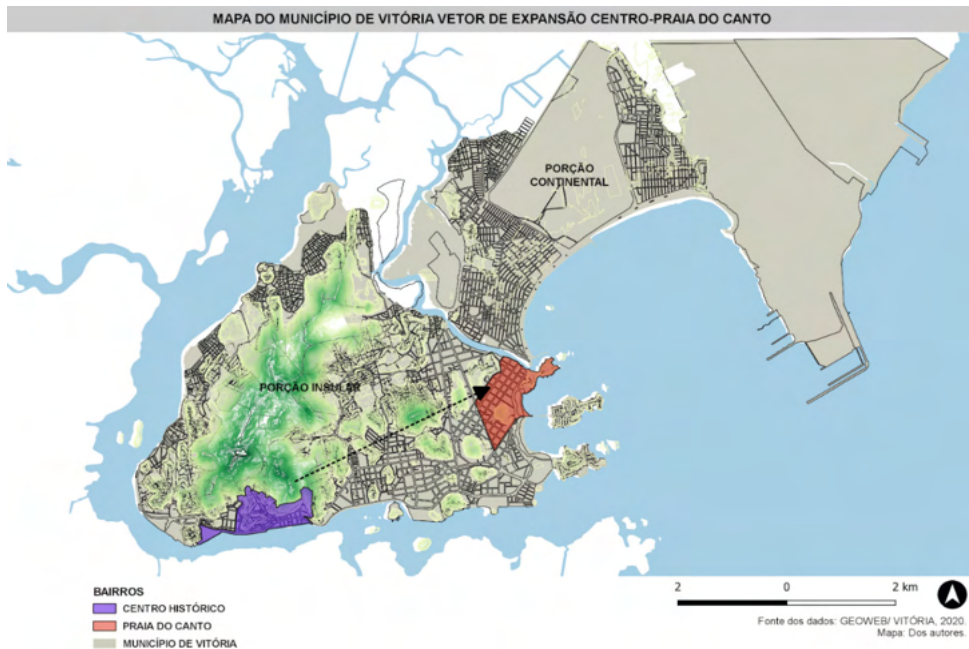 MAPA DO MUNICÍPIO DE VITÓRIA VETOR DE EXPANSÃO CENTRO-PRAIA DO CANTO
PORÇÃO
CONTINENTAL
PORÇÃO INSULAR
BAIRROS
CENTRO HISTÓRICO
PRAIA DO CANTO
MUNICÍPIO DE VITÓRIA
2 0 2 km
Fonte dos dados: GEOWEB/ VITÓRIA, 2020.
Mapa: Dos autores.